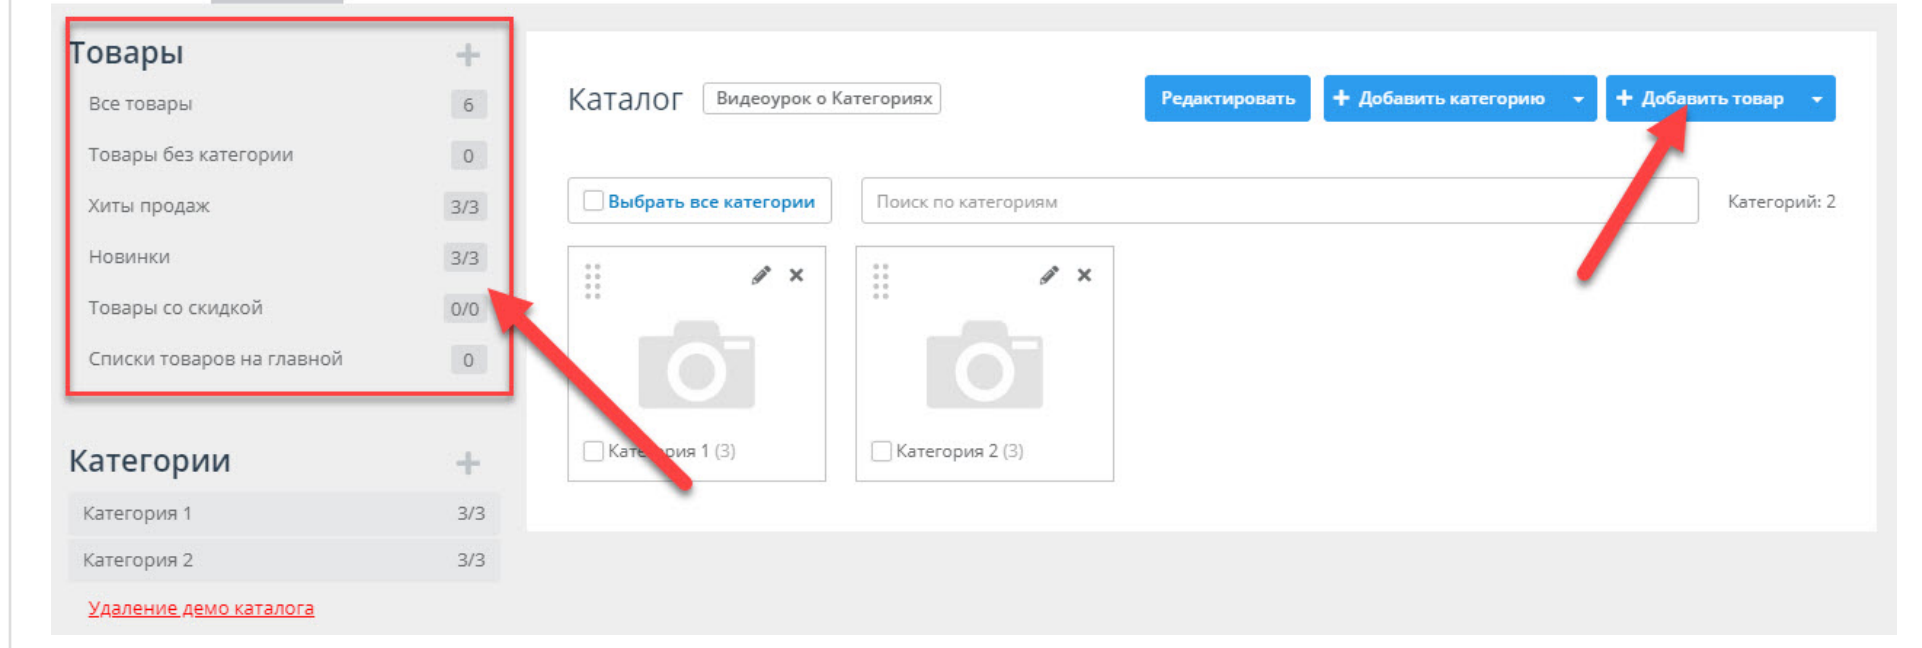 Товары
Все товары 6
Товары без категории 0
Хиты продаж 3/3
Новинки 3/3
Товары со скидкой 0/0
Списки товаров на главной 0
Категории
Категория 1 3/3
Категория 2 3/3
Удаление демо каталога
Каталог Видеоурок о Категориях Редактировать + Добавить категорию + Добавить товар
Выбрать все категории Поиск по категориям Категорий: 2
Категория 1 (3) Категория 2 (3)